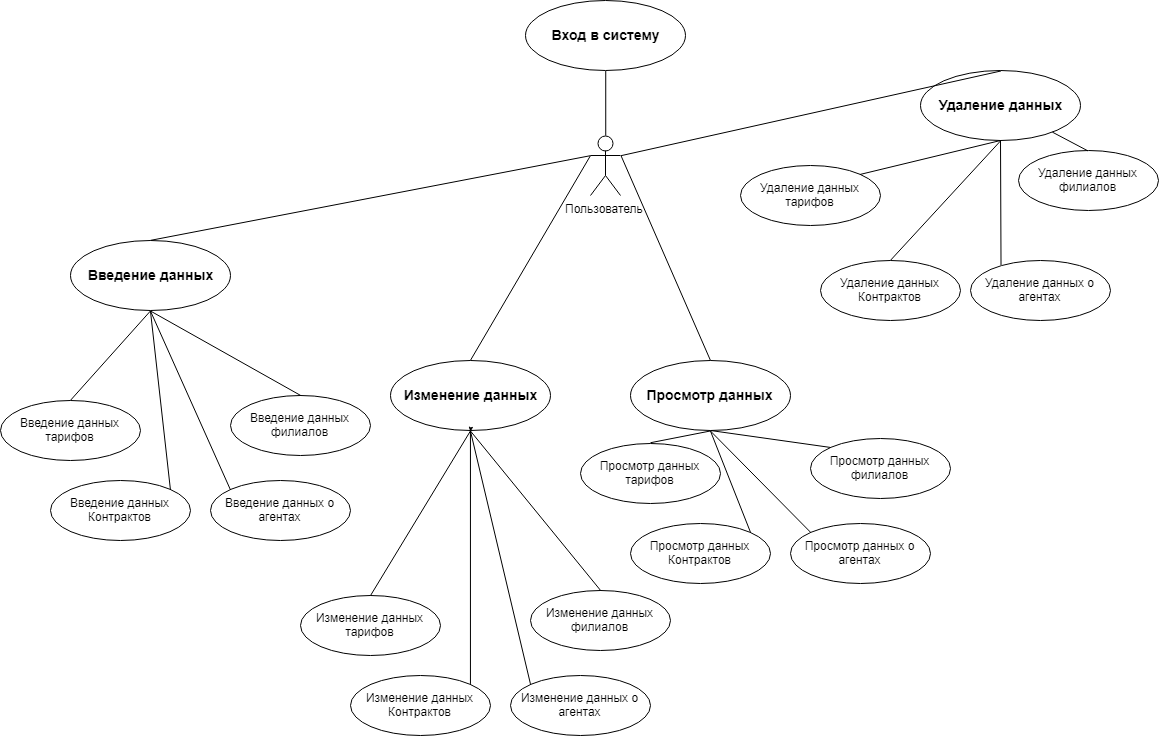 Вход в систему
Удаление данных
Удаление данных
тарифов
Удаление данных
филиалов
Пользователь
Удаление данных
Контрактов
Удаление данных о
агентах
Введение данных
Изменение данных
Просмотр данных
Введение данных
тарифов
Введение данных
филиалов
Введение данных
Контрактов
Введение данных о
агентах
Просмотр данных
тарифов
Просмотр данных
филиалов
Просмотр данных
Контрактов
Просмотр данных о
агентах
Изменение данных
тарифов
Изменение данных
филиалов
Изменение данных
Контрактов
Изменение данных о
агентах